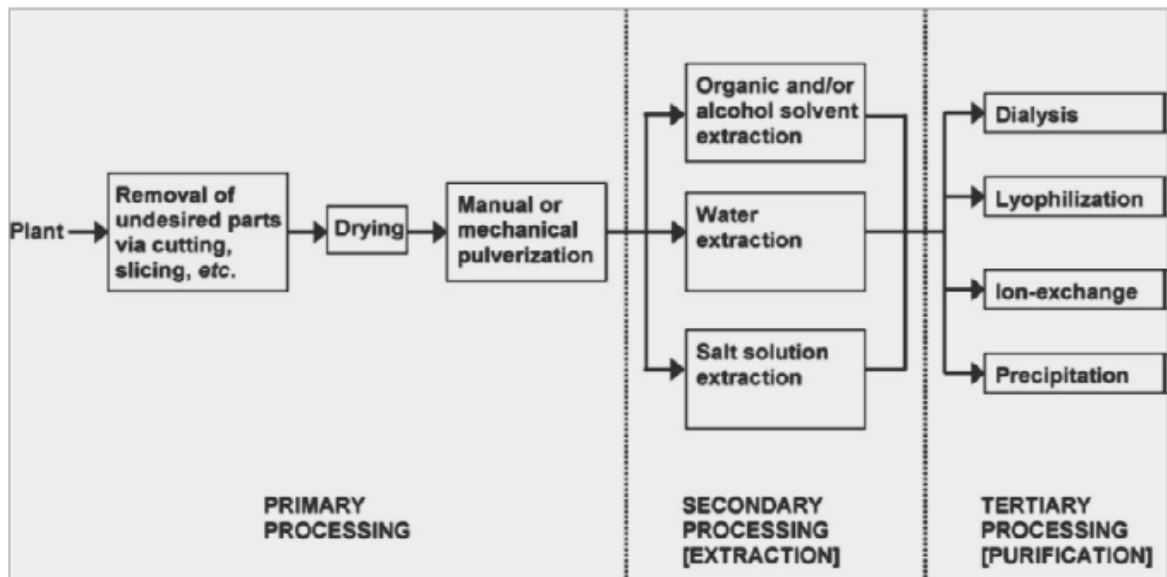 Plant
Removal of
undesired parts
via cutting,
slicing, etc.
Drying
Manual or
mechanical
pulverization
Organic and/or
alcohol solvent
extraction
Water
extraction
Salt solution
extraction
Dialysis
Lyophilization
Ion-exchange
Precipitation
PRIMARY
PROCESSING
SECONDARY
PROCESSING
[EXTRACTION]
TERTIARY
PROCESSING
[PURIFICATION]